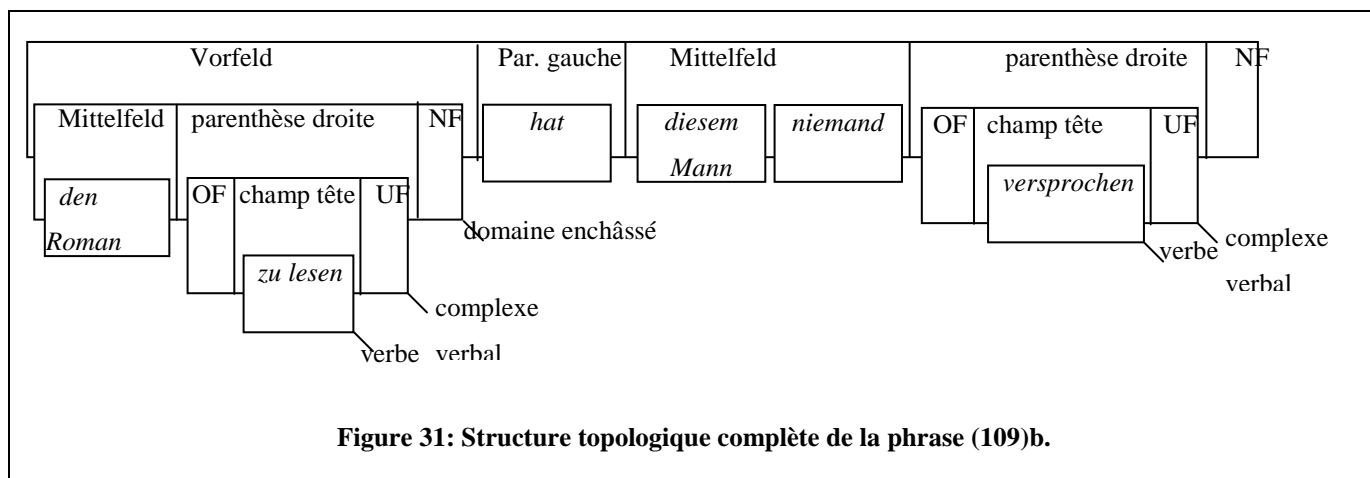 Vorfeld Par. gauche Mittelfeld parenthèse droite NF
Mittelfeld parenthèse droite NF hat diesem niemand OF champ tête UF
Mann versprochen
den OF champ tête UF
Roman domaine enchâssé verbe complexe
zu lesen verbal
complexe
verbe verbal
Figure 31: Structure topologique complète de la phrase (109)b.